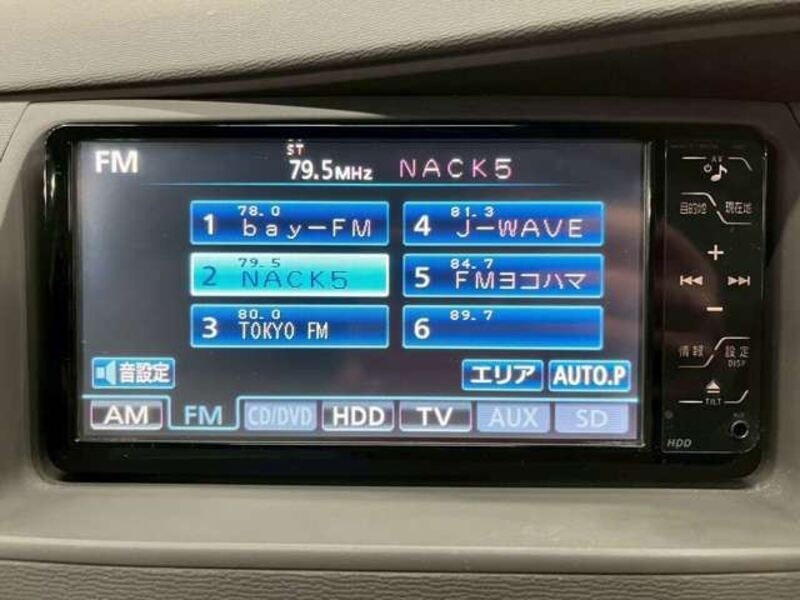 FM
ST
79.5MHz NACK5
78.0
1 bay-FM
79.5
2 NACK5
80.0
3 TOKYO FM
81.3
4 J-WAVE
84.7
5 FMヨコハマ
89.7
6
音設定
エリア
AUTO.P
AM
FM
CD/DVD
HDD
TV
AUX
SD
AV
目的地
現在地
+
-
情報
設定
DISP
TILT
HDD